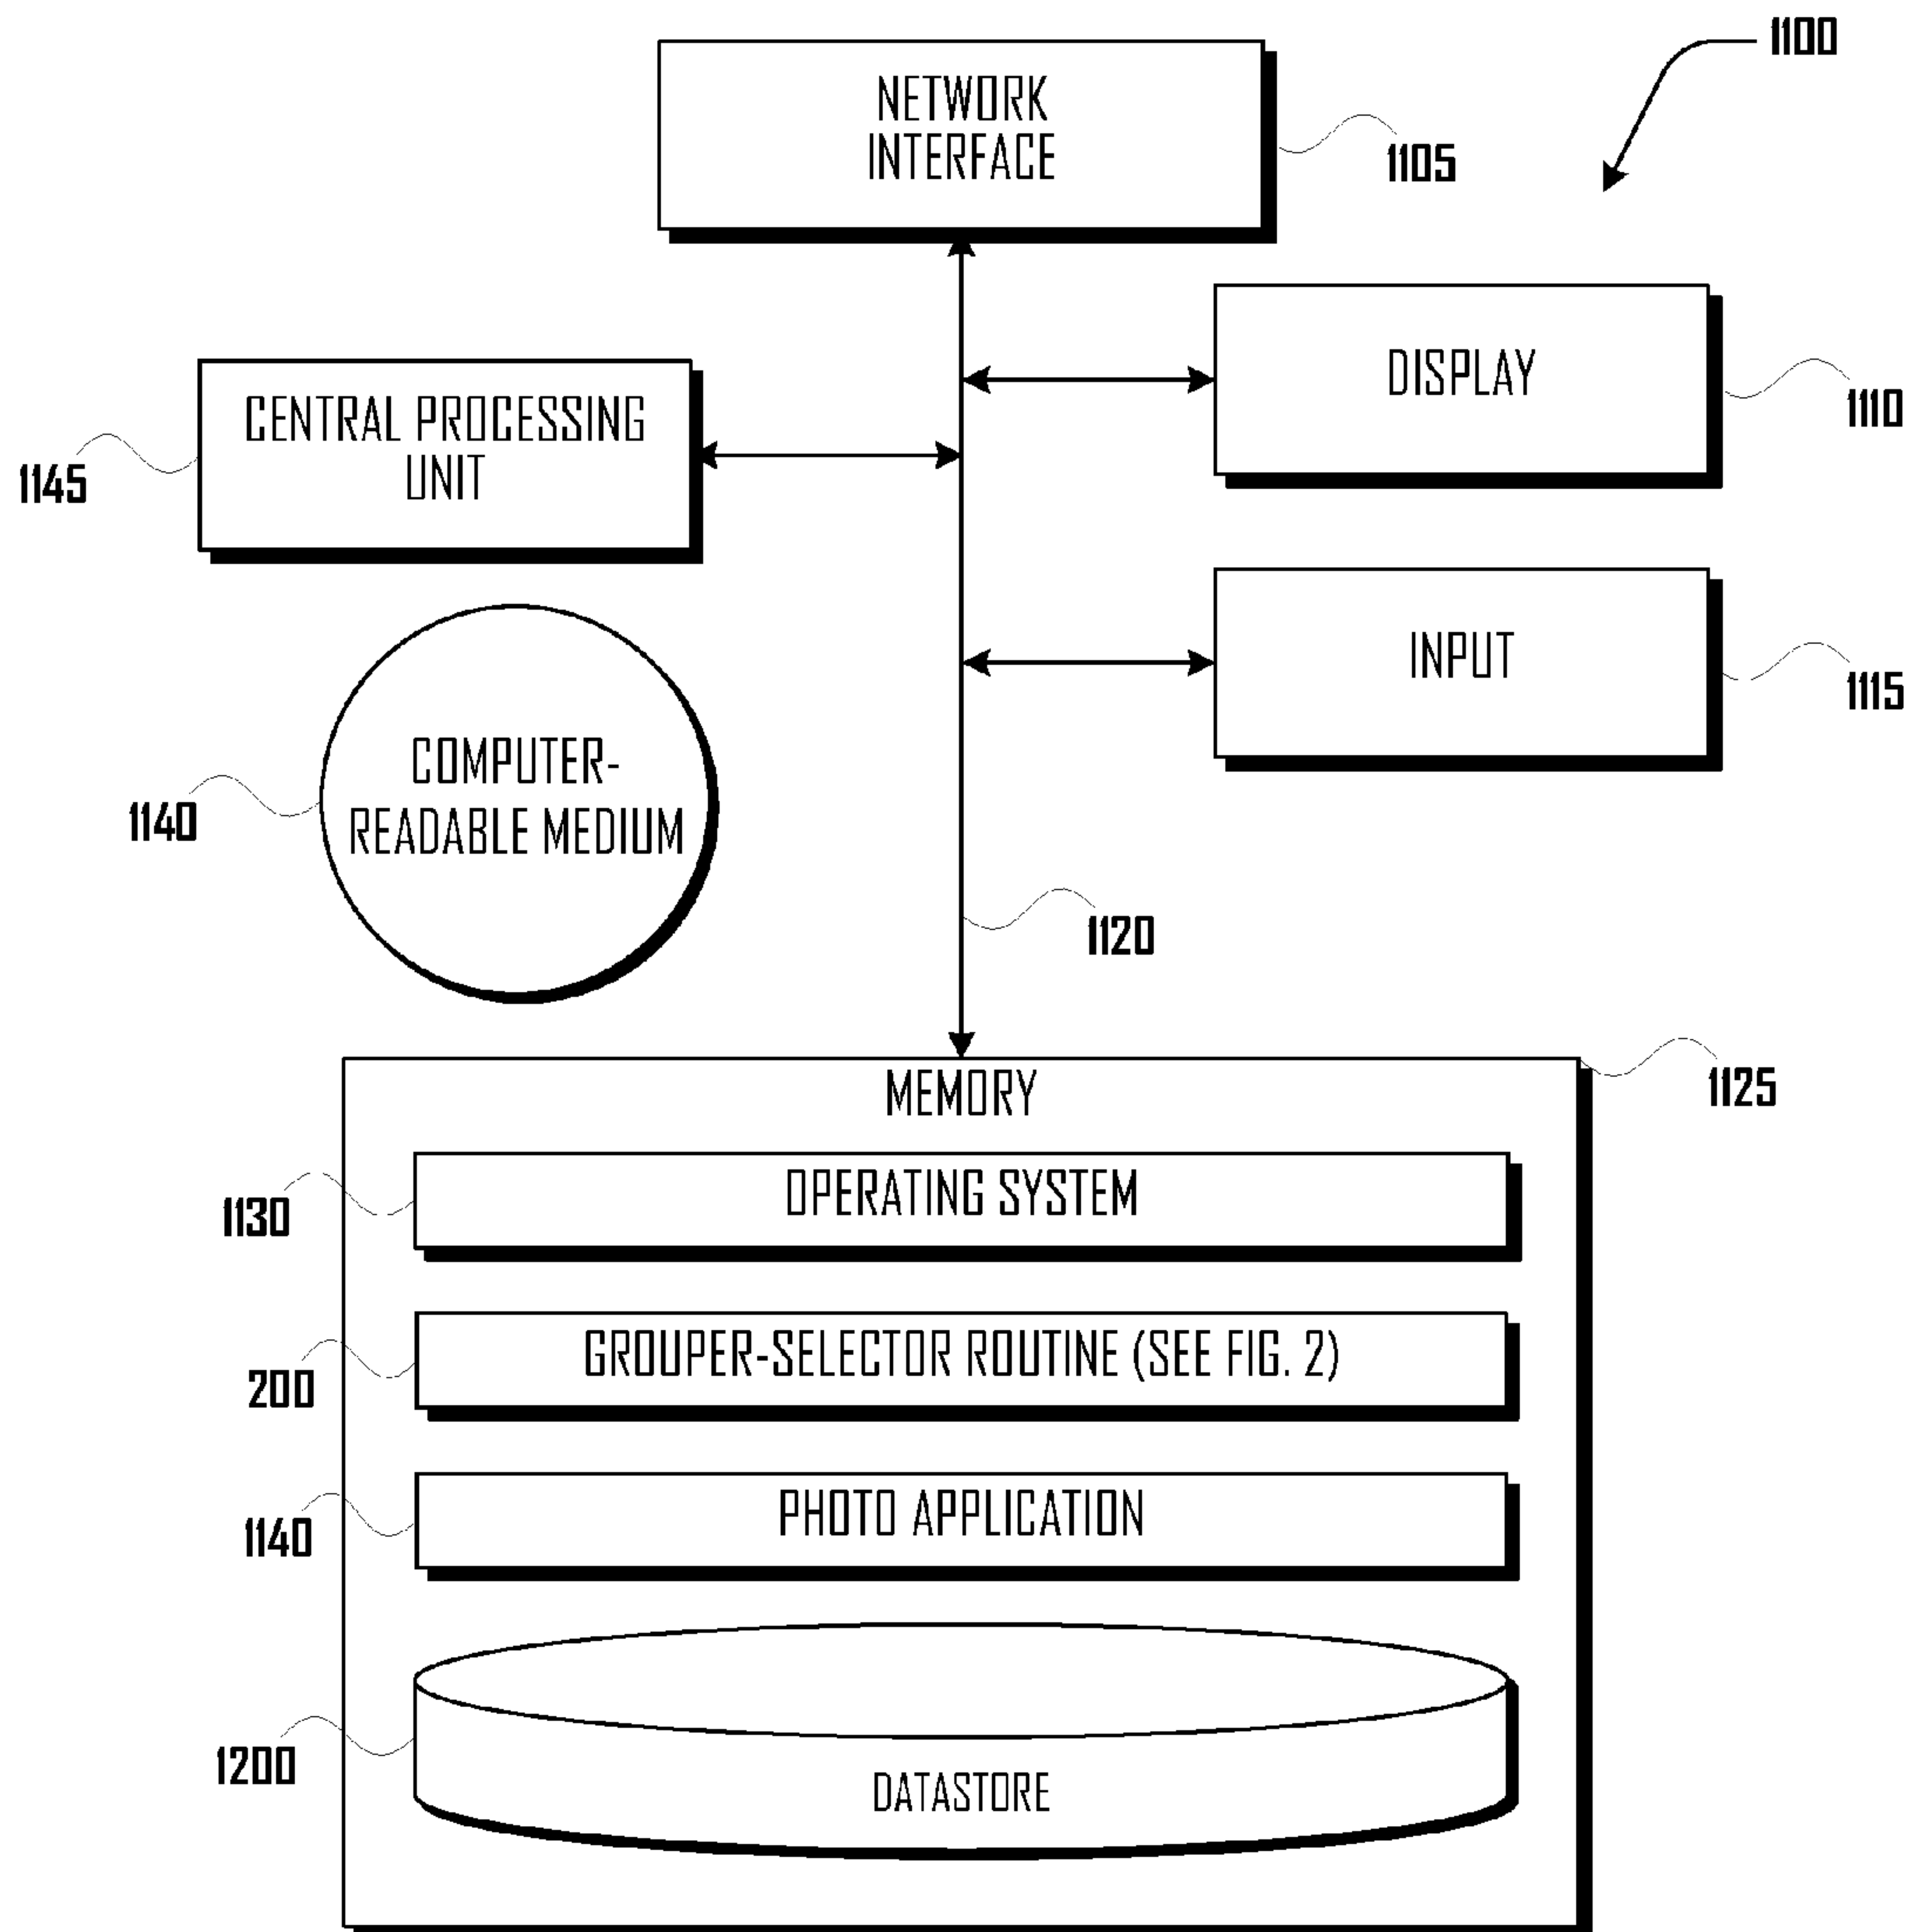 1100
NETWORK
INTERFACE
1105
DISPLAY
1110
CENTRAL PROCESSING
UNIT
1145
INPUT
1115
COMPUTER-
READABLE MEDIUM
1140
1120
MEMORY
1125
OPERATING SYSTEM
1130
GROUPER-SELECTOR ROUTINE (SEE FIG. 2)
200
PHOTO APPLICATION
1140
DATASTORE
1200